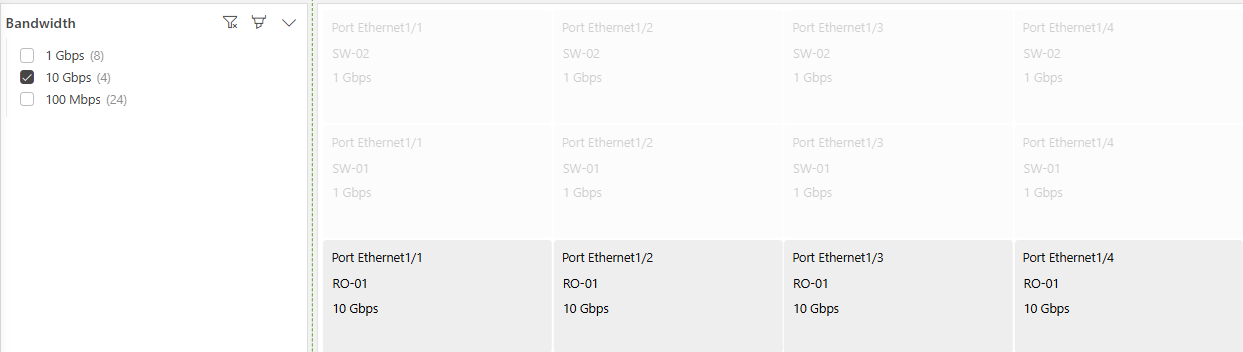 Bandwidth
1 Gbps (8)
10 Gbps (4)
100 Mbps (24)
Port Ethernet1/1
SW-02
1 Gbps
Port Ethernet1/2
SW-02
1 Gbps
Port Ethernet1/3
SW-02
1 Gbps
Port Ethernet1/4
SW-02
1 Gbps
Port Ethernet1/1
SW-01
1 Gbps
Port Ethernet1/2
SW-01
1 Gbps
Port Ethernet1/3
SW-01
1 Gbps
Port Ethernet1/4
SW-01
1 Gbps
Port Ethernet1/1
RO-01
10 Gbps
Port Ethernet1/2
RO-01
10 Gbps
Port Ethernet1/3
RO-01
10 Gbps
Port Ethernet1/4
RO-01
10 Gbps